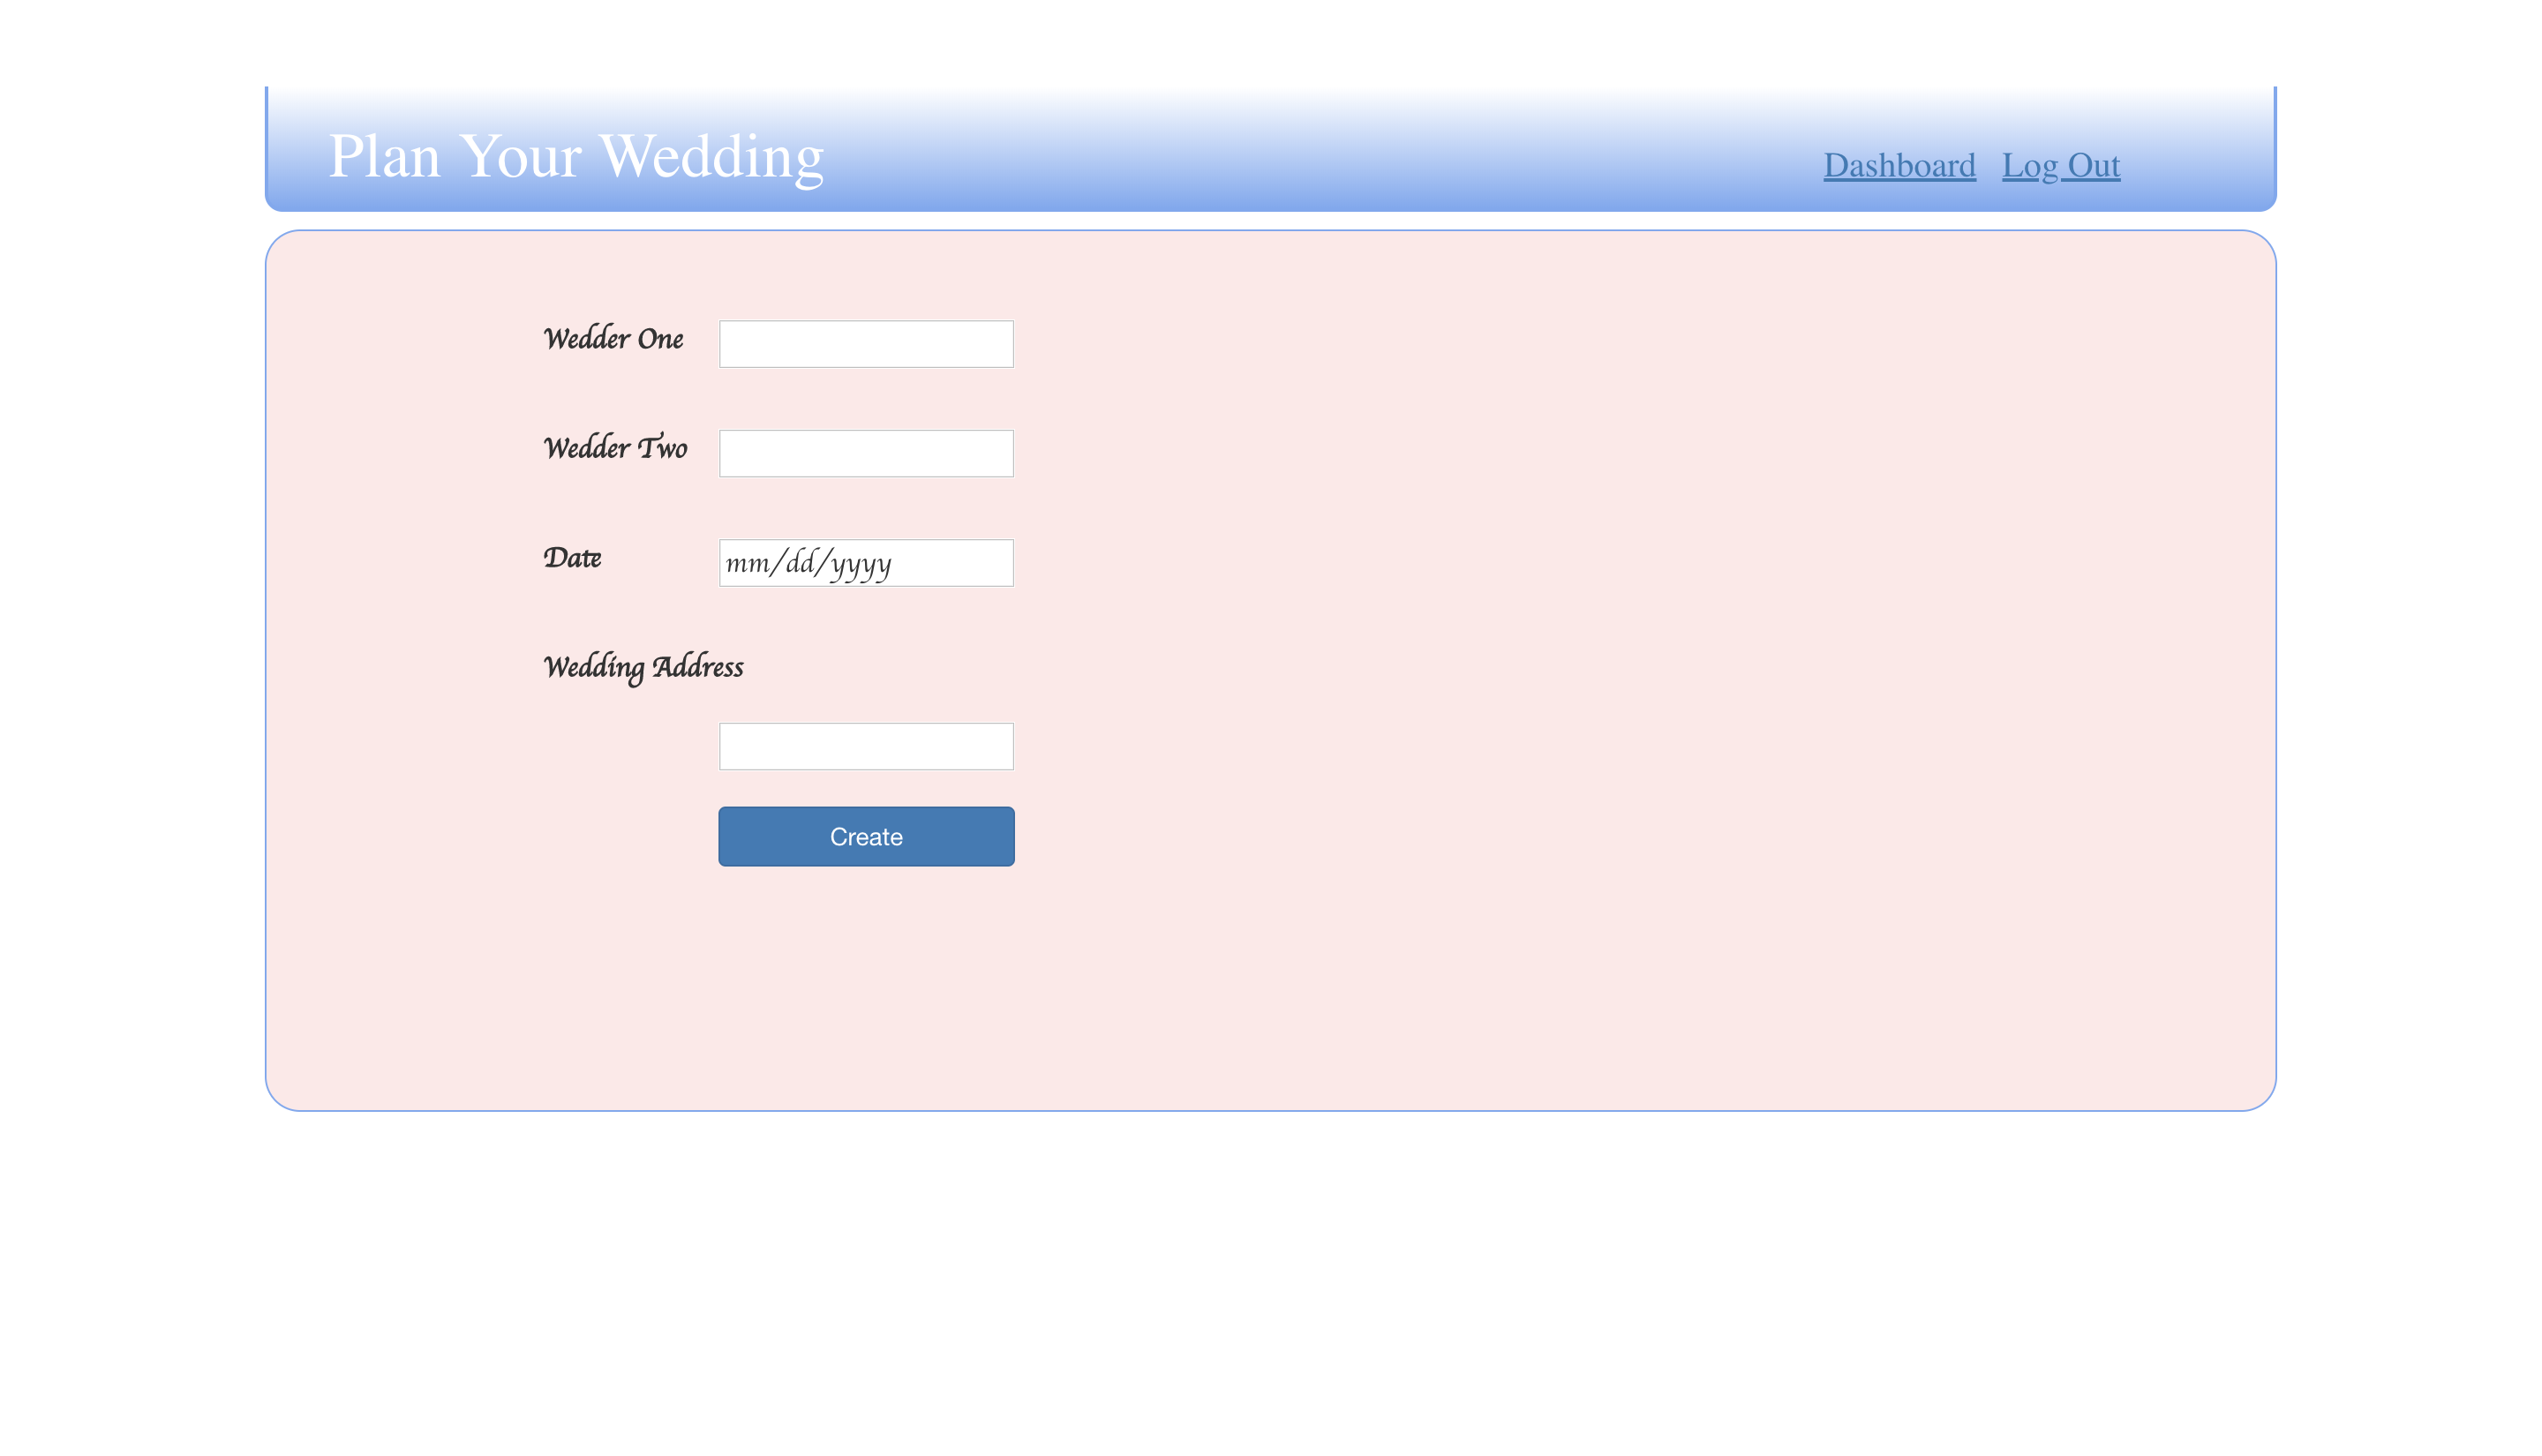 Plan Your Wedding
Dashboard Log Out
Wedder One
Wedder Two
Date mm/dd/yyyy
Wedding Address
Create